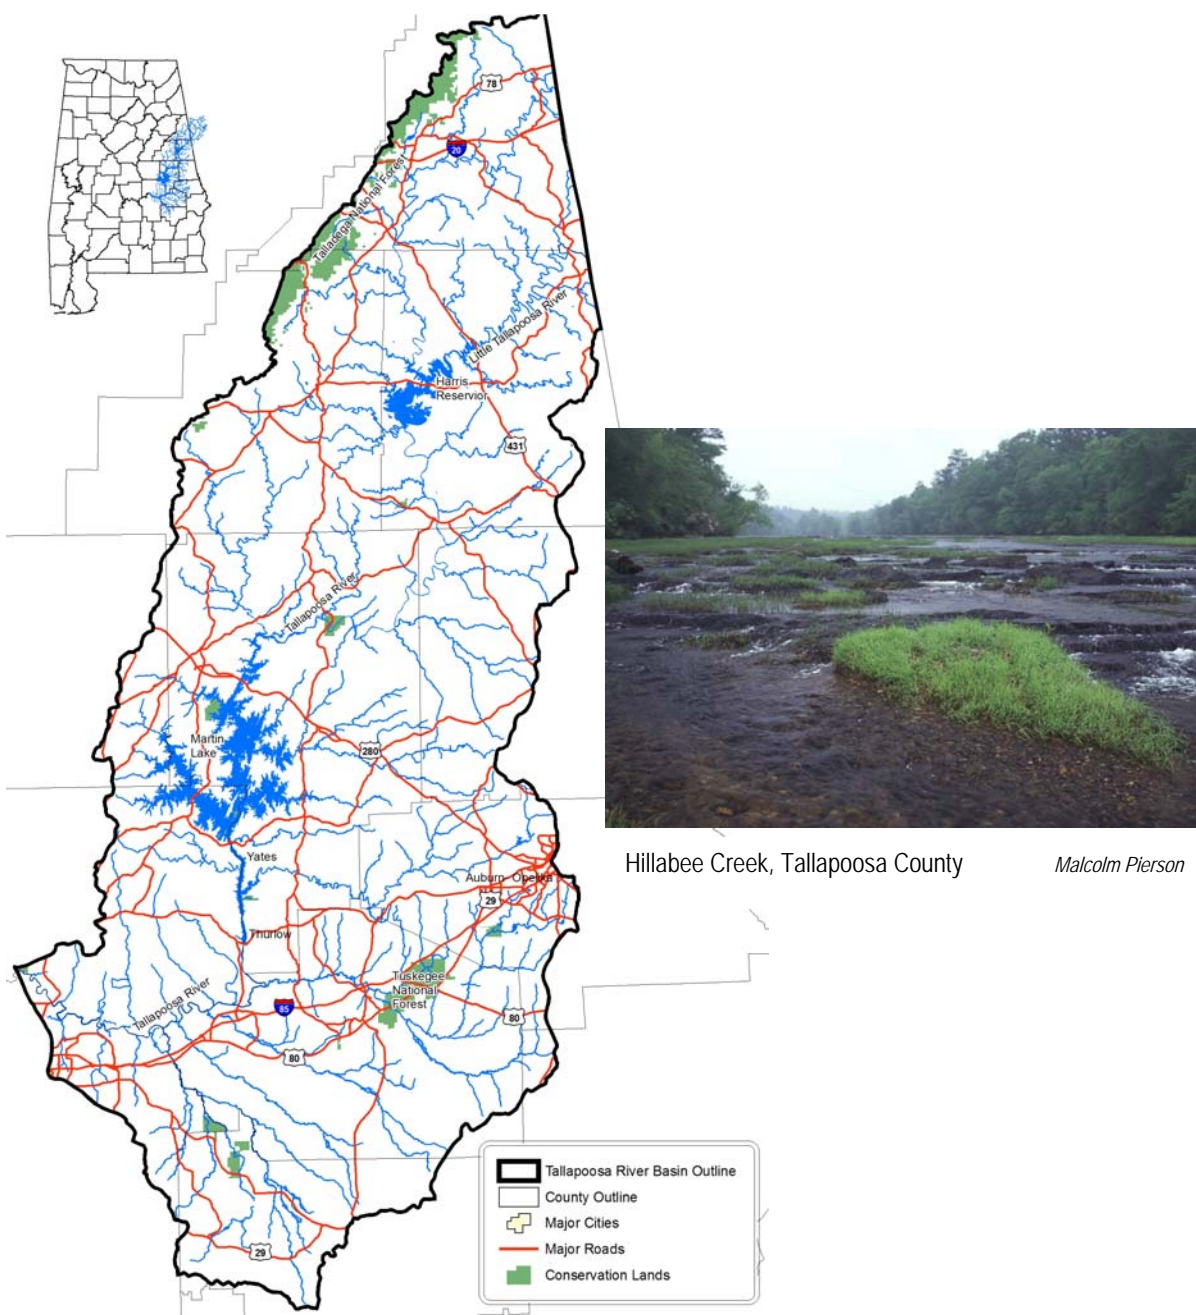 78
20
Talladega National Forest
Little Tallapoosa River
Harris
Reservior
431
Tallapoosa River
Martin
Lake
280
Yates
Auburn- Opelika
29
Thurlow
Tuskegee
National
Forest
Tallapoosa River
85
80
80
29
Hillabee Creek, Tallapoosa County
Malcolm Pierson
Tallapoosa River Basin Outline
County Outline
Major Cities
Major Roads
Conservation Lands